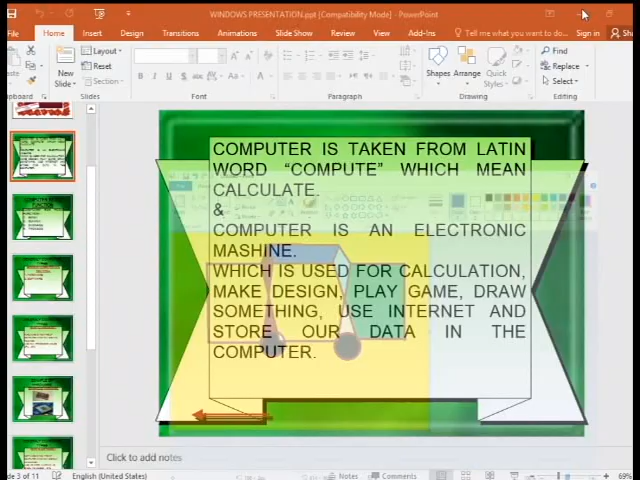 WINDOWS PRESENTATION.ppt [Compatibility Mode] - PowerPoint
File Home Insert Design Transitions Animations Slide Show Review View Add-Ins Tell me what you want to do... Sign in
New Slide
Layout
Reset
Section
Shapes
Arrange
Find
Replace
Select
Slides Font Paragraph Drawing Editing
COMPUTER IS TAKEN FROM LATIN
WORD “COMPUTE” WHICH MEAN
CALCULATE.
&
COMPUTER IS AN ELECTRONIC
MASHINE.
WHICH IS USED FOR CALCULATION,
MAKE DESIGN, PLAY GAME, DRAW
SOMETHING, USE INTERNET AND
STORE OUR DATA IN THE
COMPUTER.
Click to add notes
3 of 11 English (United States) Notes Comments 69%